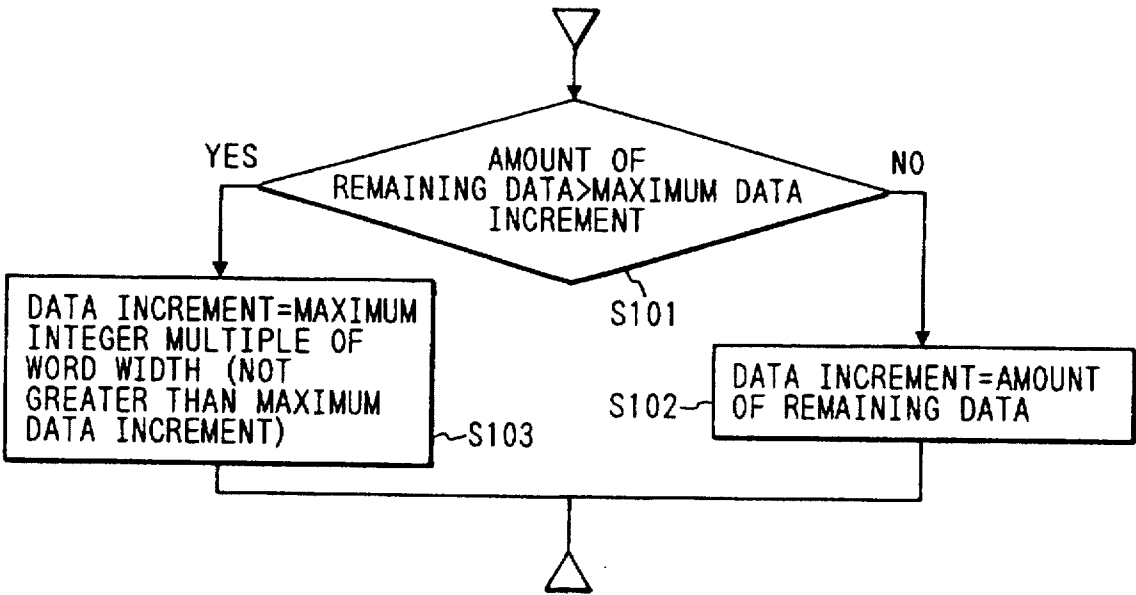 YES
AMOUNT OF
REMAINING DATA>MAXIMUM DATA
INCREMENT
NO
S101
DATA INCREMENT=MAXIMUM
INTEGER MULTIPLE OF
WORD WIDTH (NOT
GREATER THAN MAXIMUM
DATA INCREMENT)
S103
S102
DATA INCREMENT=AMOUNT
OF REMAINING DATA